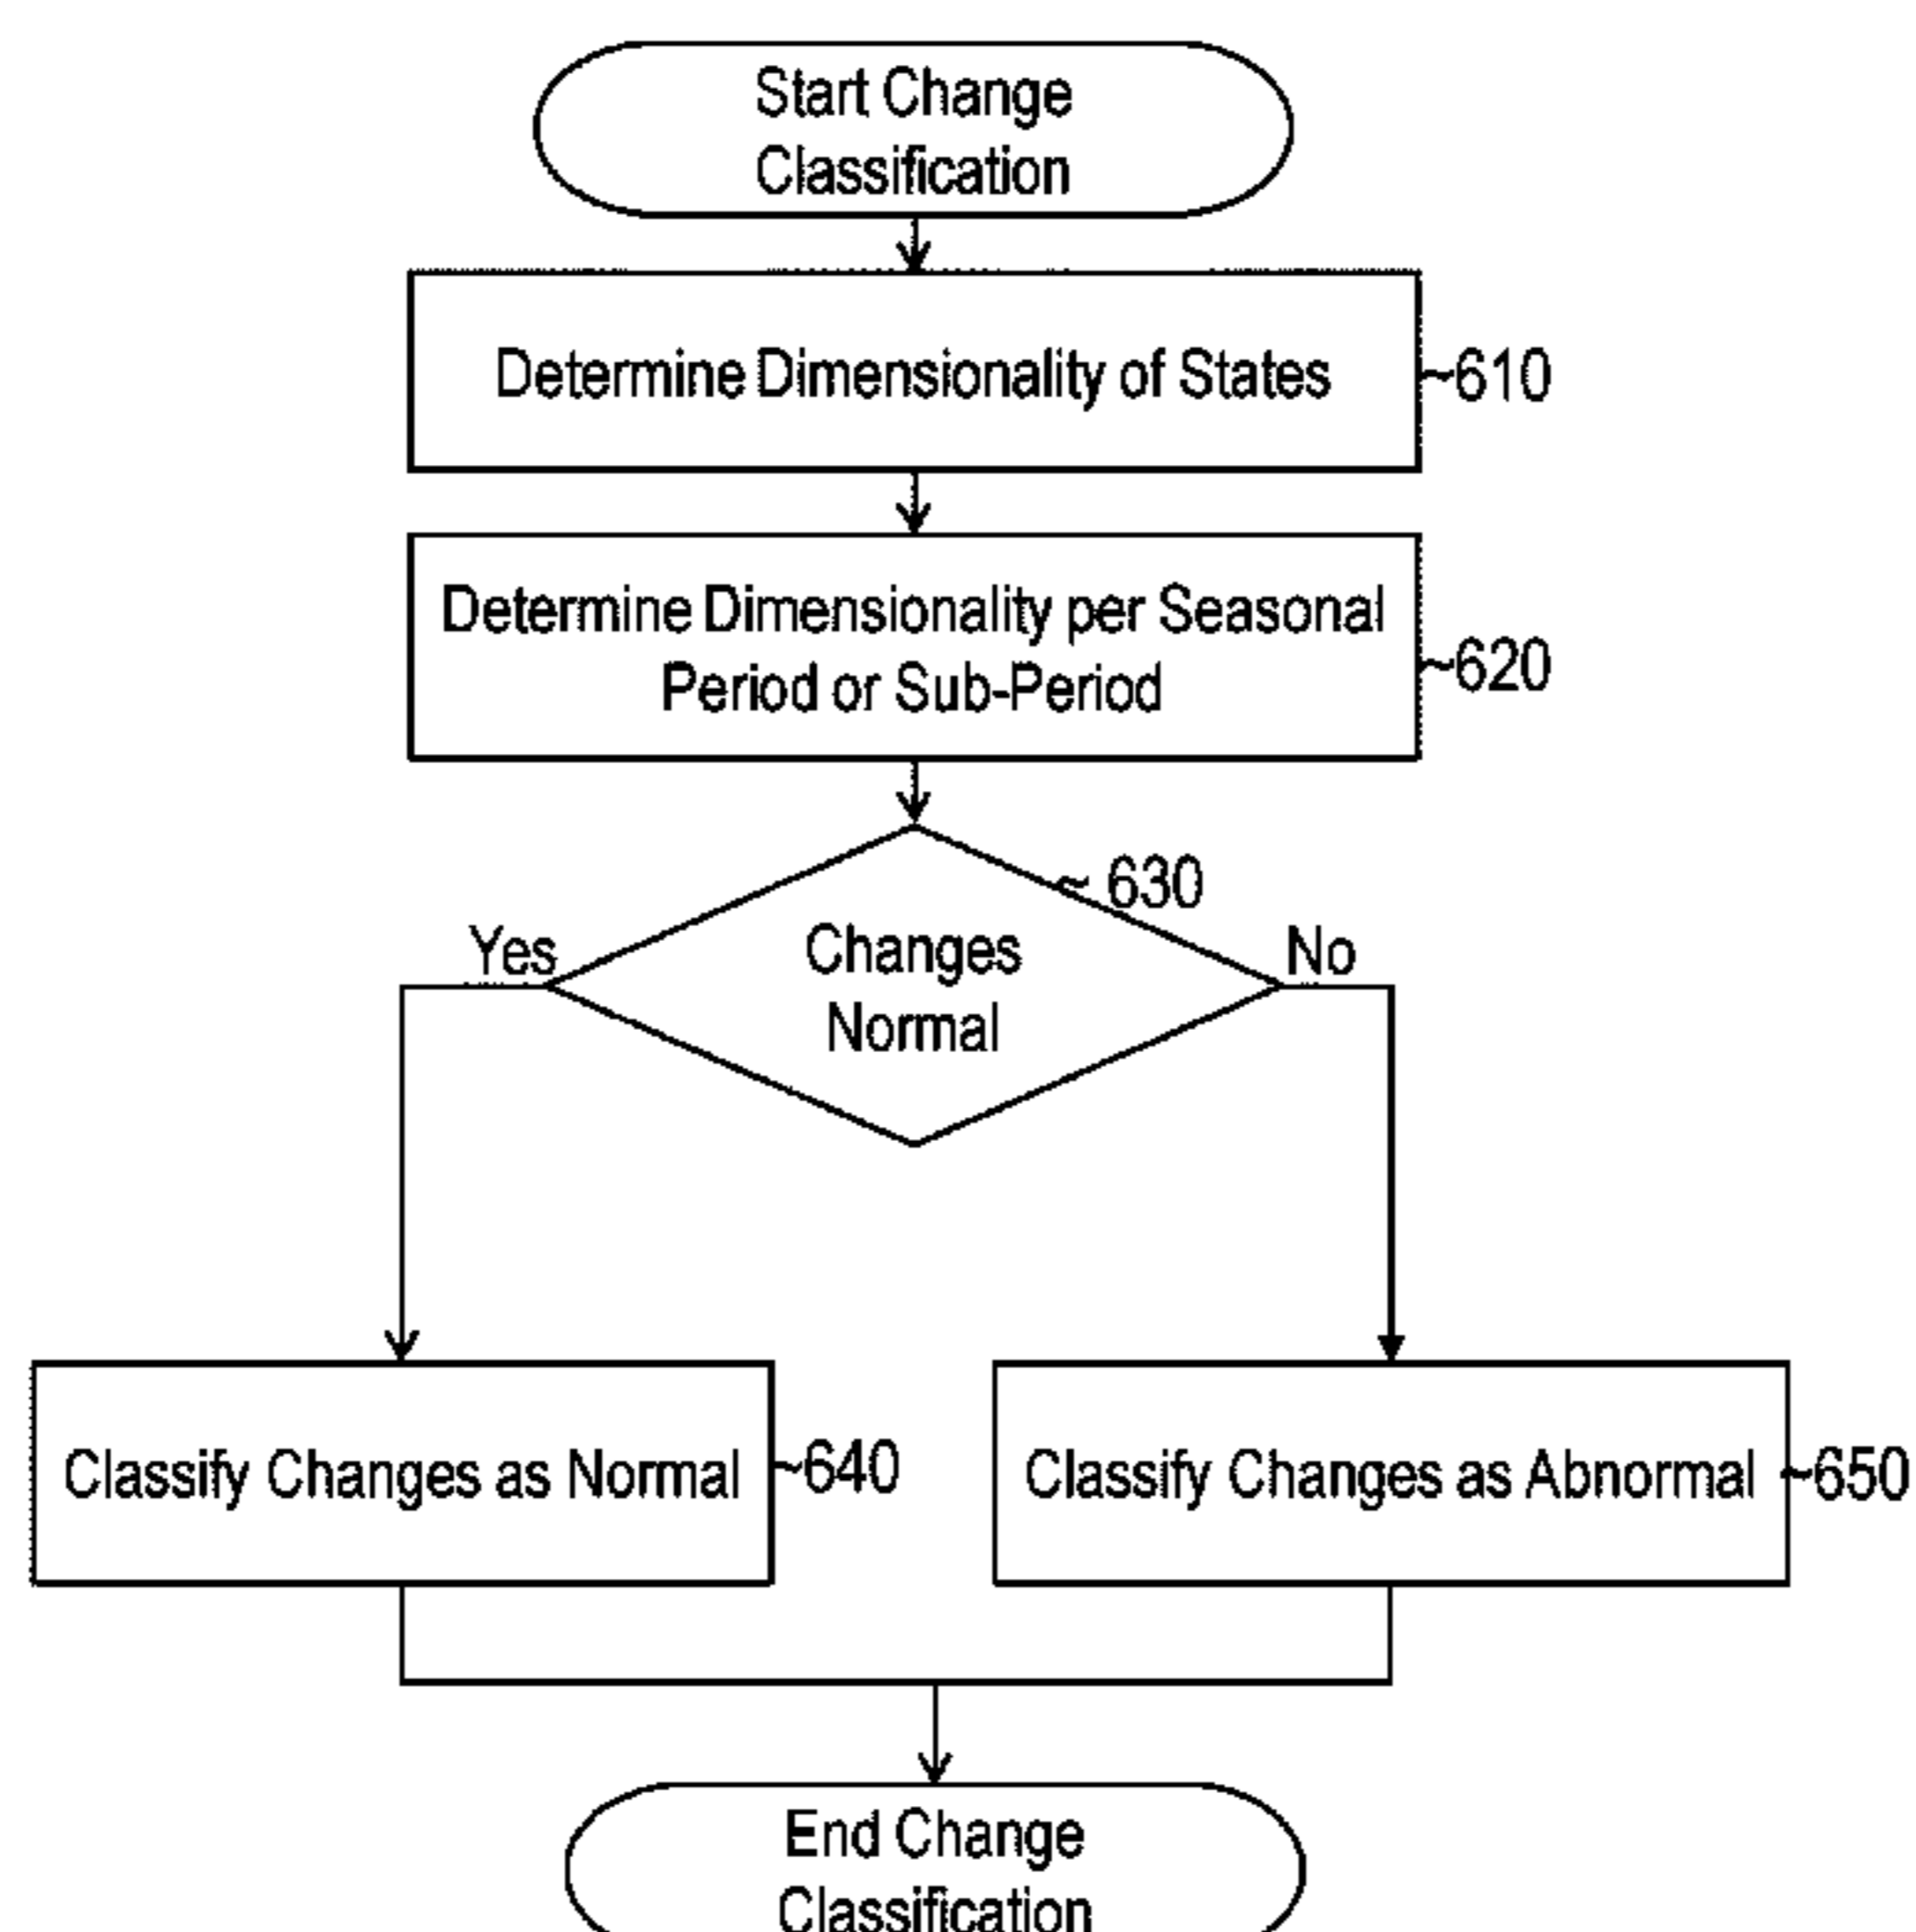 Start Change
Classification
Determine Dimensionality of States
~610
Determine Dimensionality per Seasonal
Period or Sub-Period
~620
~ 630
Yes
Changes
Normal
No
Classify Changes as Normal
~640
Classify Changes as Abnormal
~650
End Change
Classification